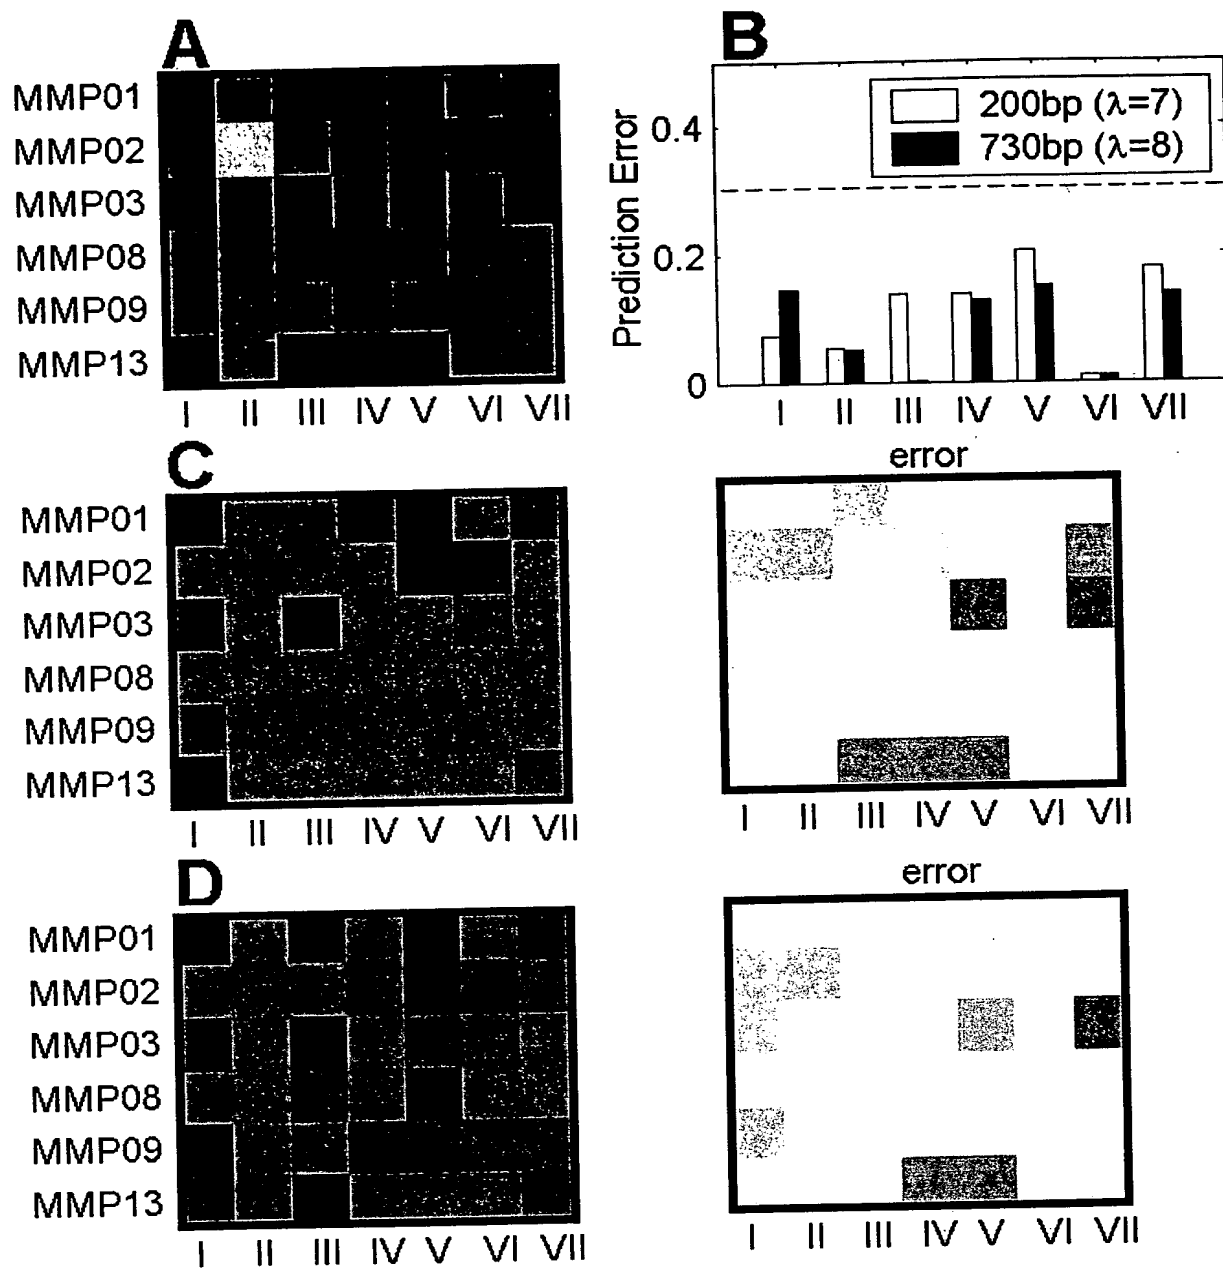 A
MMP01
MMP02
MMP03
MMP08
MMP09
MMP13
I II III IV V VI VII
B
Prediction Error
0.4
0.2
0
200bp (λ=7)
730bp (λ=8)
I II III IV V VI VII
C
MMP01
MMP02
MMP03
MMP08
MMP09
MMP13
I II III IV V VI VII
error
I II III IV V VI VII
D
MMP01
MMP02
MMP03
MMP08
MMP09
MMP13
I II III IV V VI VII
error
I II III IV V VI VII